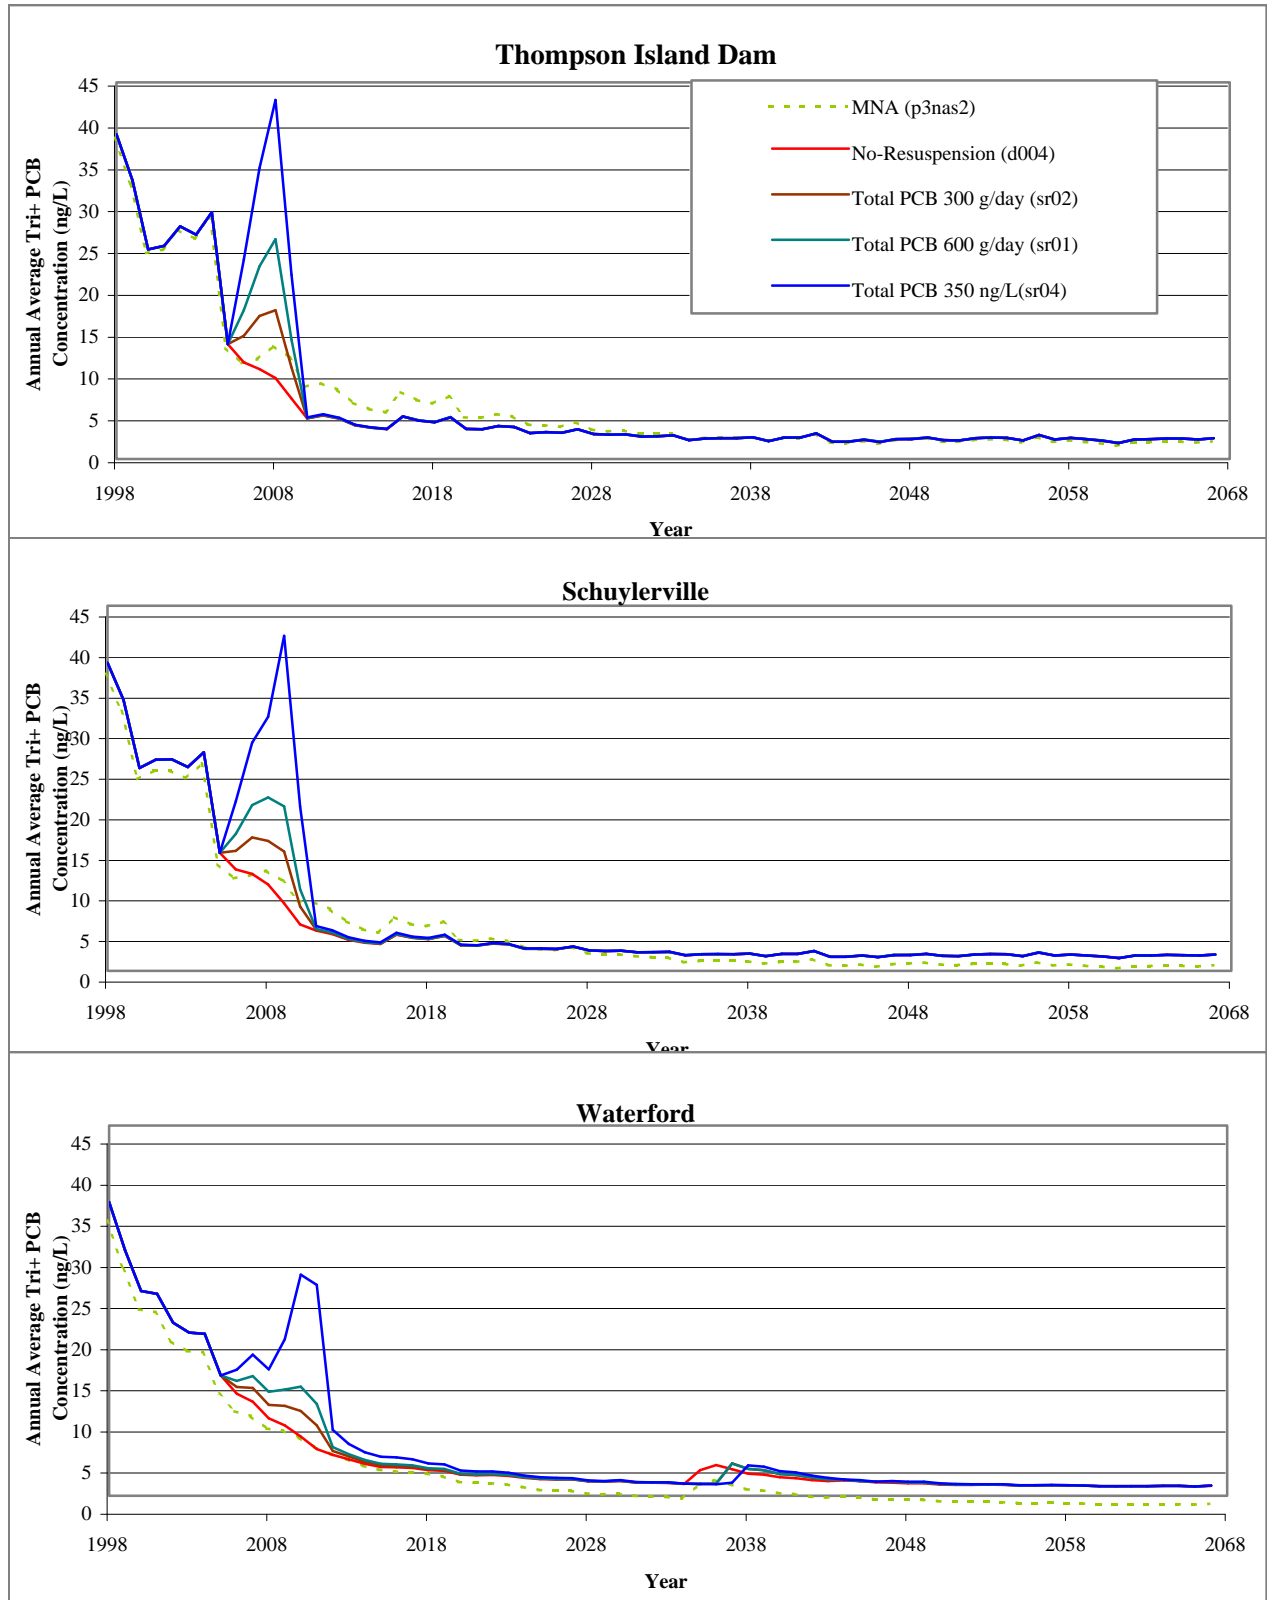 Thompson Island Dam
Annual Average Tri+ PCB
Concentration (ng/L)
45
40
35
30
25
20
15
10
5
0
MNA (p3nas2)
No-Resuspension (d004)
Total PCB 300 g/day (sr02)
Total PCB 600 g/day (sr01)
Total PCB 350 ng/L(sr04)
1998 2008 2018 2028 2038 2048 2058 2068
Year
Schuylerville
Annual Average Tri+ PCB
Concentration (ng/L)
45
40
35
30
25
20
15
10
5
0
1998 2008 2018 2028 2038 2048 2058 2068
Year
Waterford
Annual Average Tri+ PCB
Concentration (ng/L)
45
40
35
30
25
20
15
10
5
0
1998 2008 2018 2028 2038 2048 2058 2068
Year